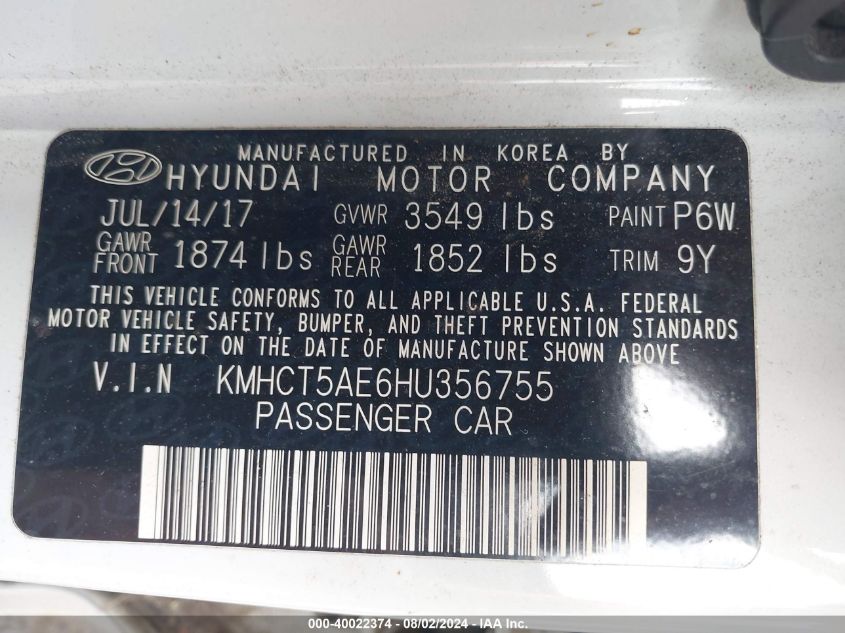 MANUFACTURED IN KOREA BY
HYUNDAI MOTOR COMPANY
JUL/14/17 GVWR 3549 lbs PAINT P6W
GAWR FRONT 1874 lbs GAWR REAR 1852 lbs TRIM 9Y
THIS VEHICLE CONFORMS TO ALL APPLICABLE U.S.A. FEDERAL
MOTOR VEHICLE SAFETY, BUMPER, AND THEFT PREVENTION STANDARDS
IN EFFECT ON THE DATE OF MANUFACTURE SHOWN ABOVE
V.I.N KMHCT5AE6HU356755
PASSENGER CAR
000-40022374 - 08/02/2024 - IAA Inc.